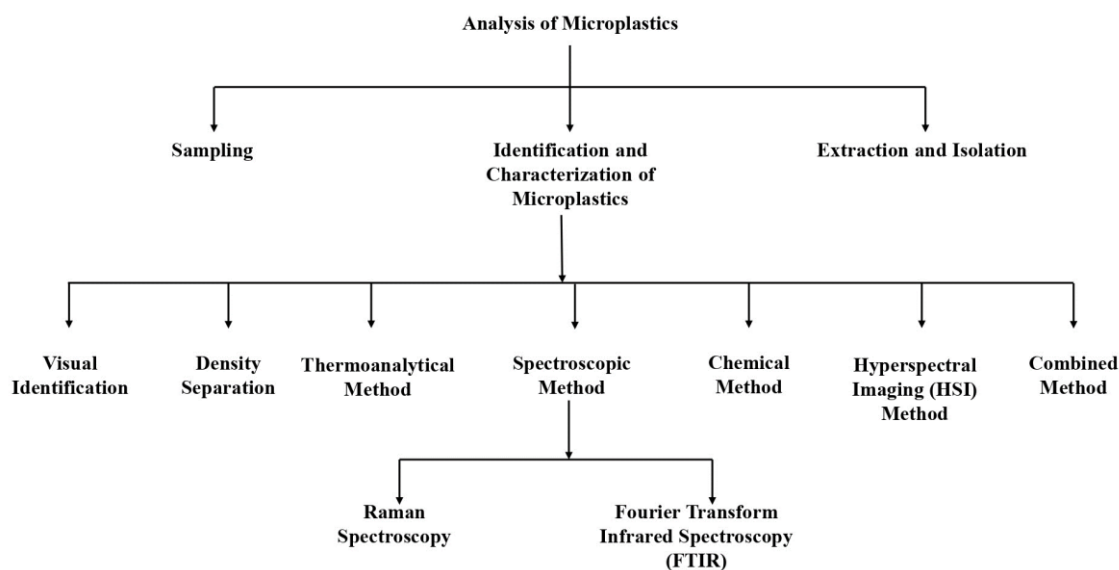 Analysis of Microplastics
Sampling
Identification and
Characterization of
Microplastics
Extraction and Isolation
Visual
Identification
Density
Separation
Thermoanalytical
Method
Spectroscopic
Method
Chemical
Method
Hyperspectral
Imaging (HSI)
Method
Combined
Method
Raman
Spectroscopy
Fourier Transform
Infrared Spectroscopy
(FTIR)